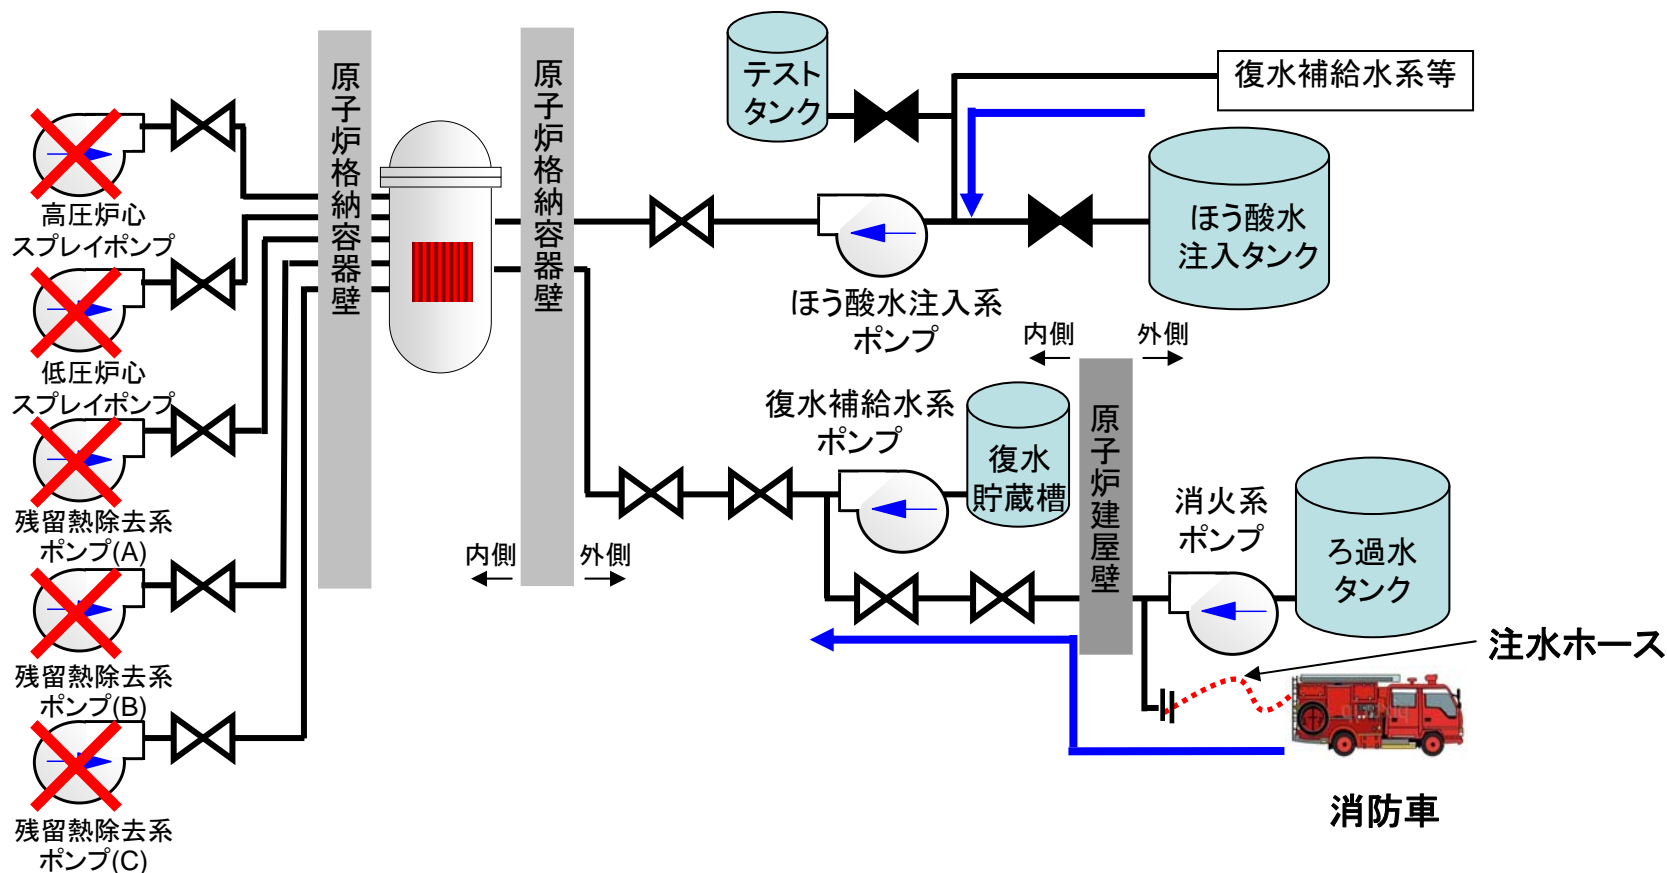 高圧炉心
スプレイポンプ
低圧炉心
スプレイポンプ
残留熱除去系
ポンプ(A)
残留熱除去系
ポンプ(B)
残留熱除去系
ポンプ(C)
原子炉格納容器壁
原子炉格納容器壁
内側
外側
テスト
タンク
復水補給水系等
ほう酸水
注入タンク
ほう酸水注入系
ポンプ
内側
外側
原子炉建屋壁
復水補給水系
ポンプ
復水
貯蔵槽
消火系
ポンプ
ろ過水
タンク
注水ホース
消防車